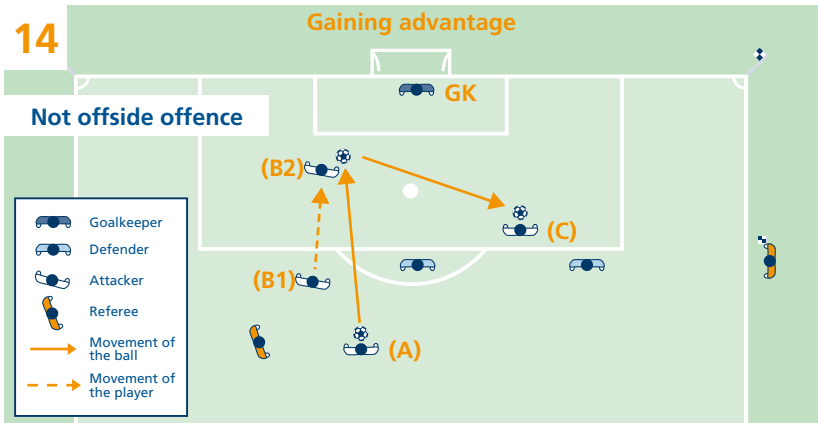 14
Gaining advantage
GK
Not offside offence
(B2)
(C)
(B1)
(A)
Goalkeeper
Defender
Attacker
Referee
Movement of
the ball
Movement of
the player